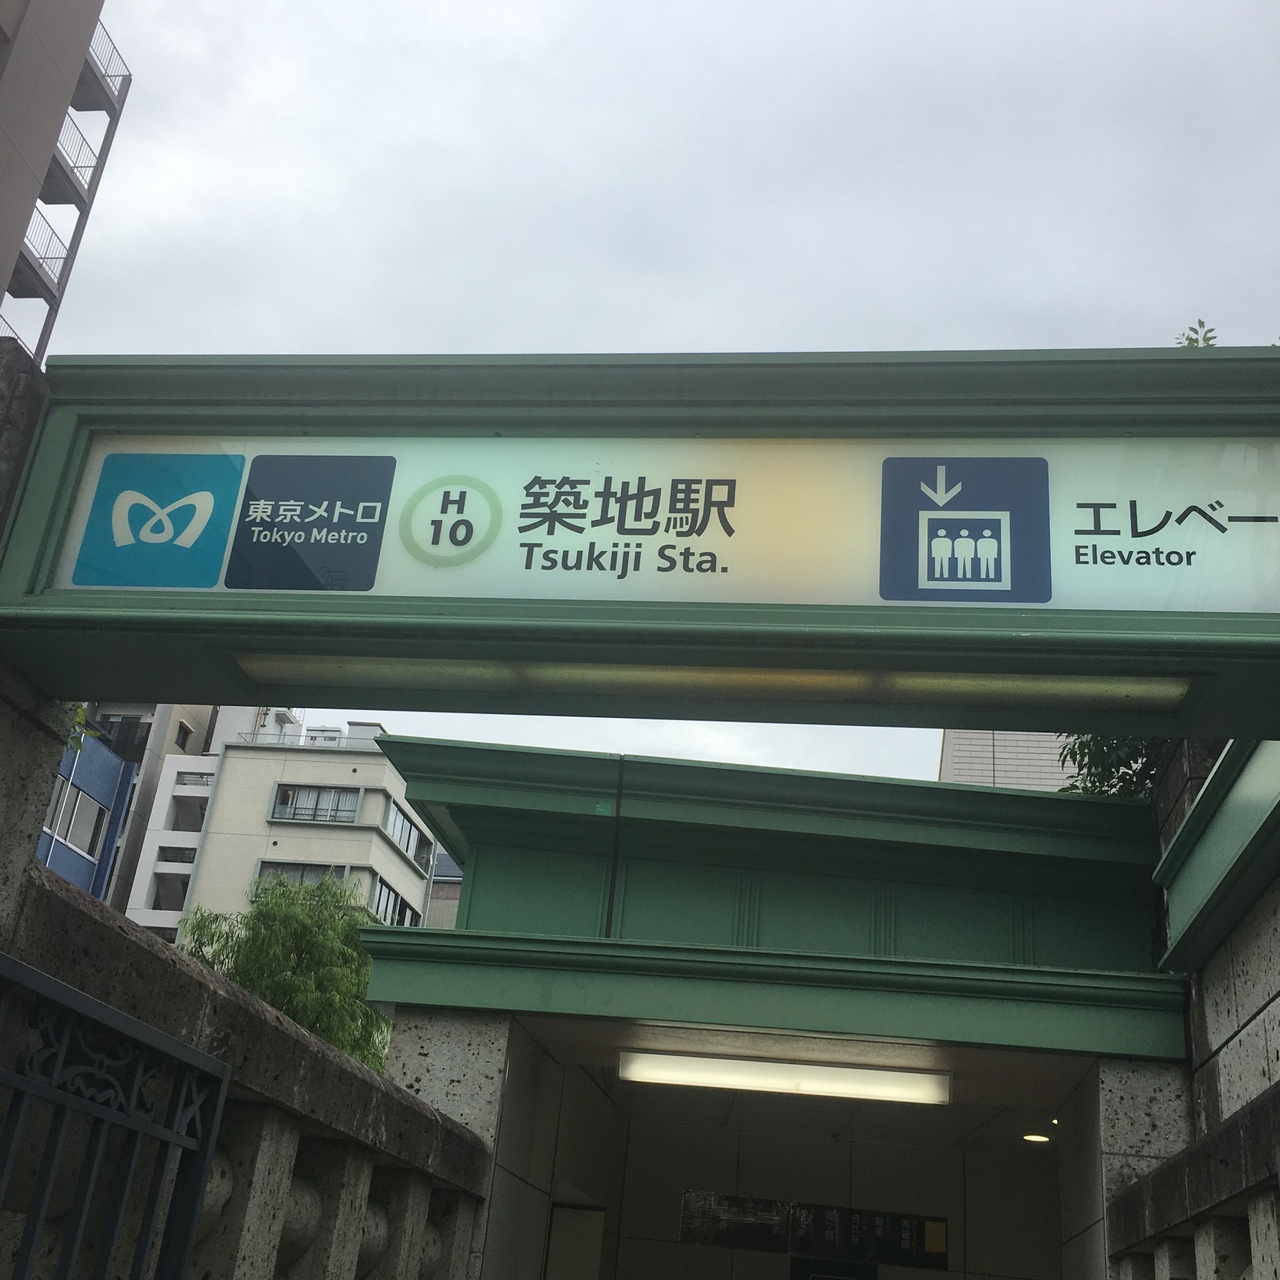 東京メトロ
Tokyo Metro
H
10
築地駅
Tsukiji Sta.
エレベー
Elevator